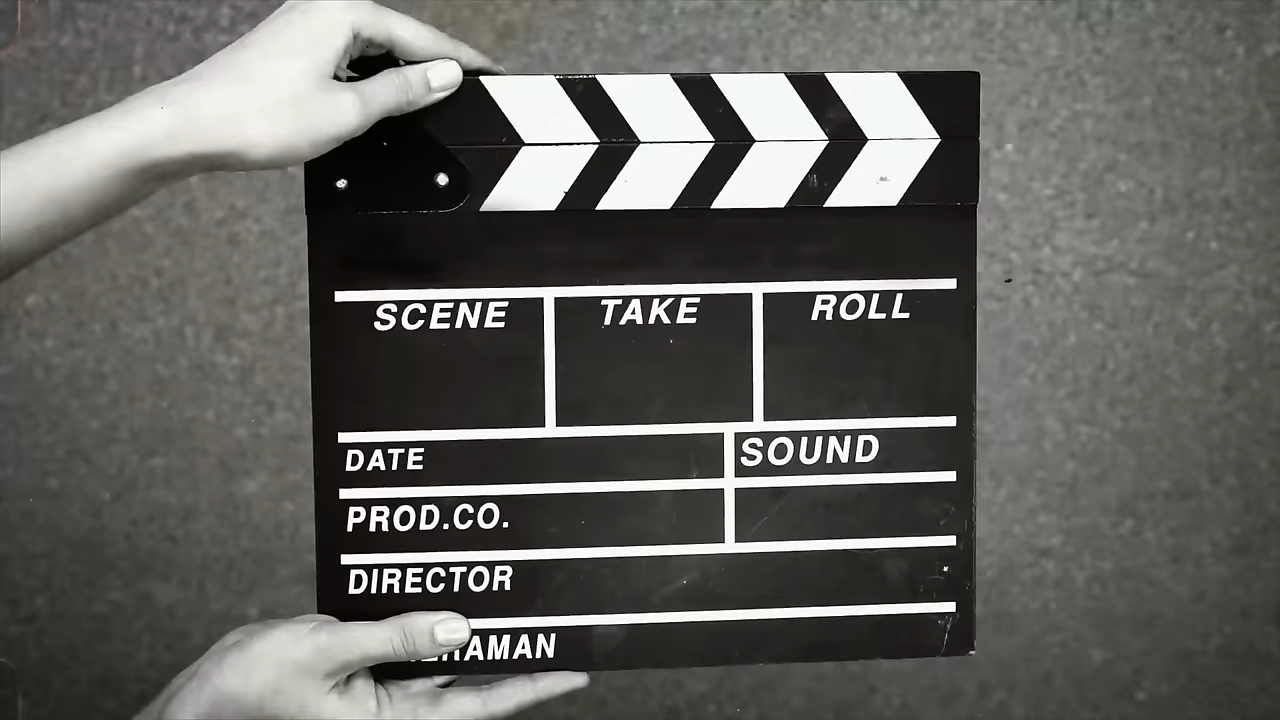 SCENE TAKE ROLL
DATE SOUND
PROD.CO.
DIRECTOR